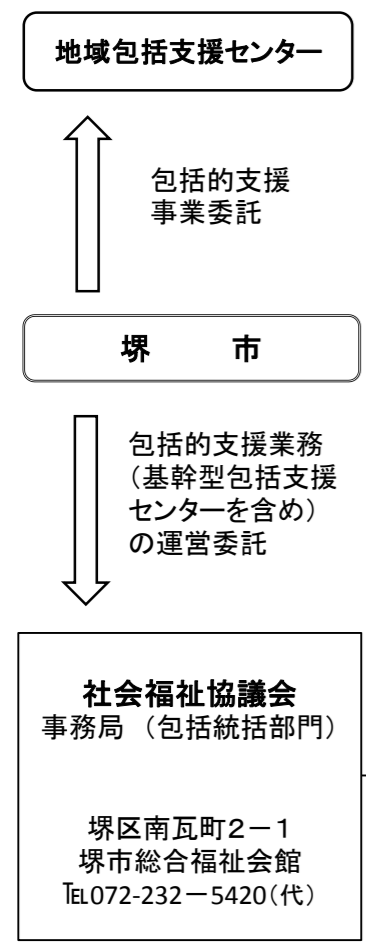 地域包括支援センター
包括的支援
事業委託
堺　　市
包括的支援業務
（基幹型包括支援
センターを含め）
の運営委託
社会福祉協議会
事務局　（包括統括部門）
堺区南瓦町２－１
堺市総合福祉会館
℡072-232－5420（代）